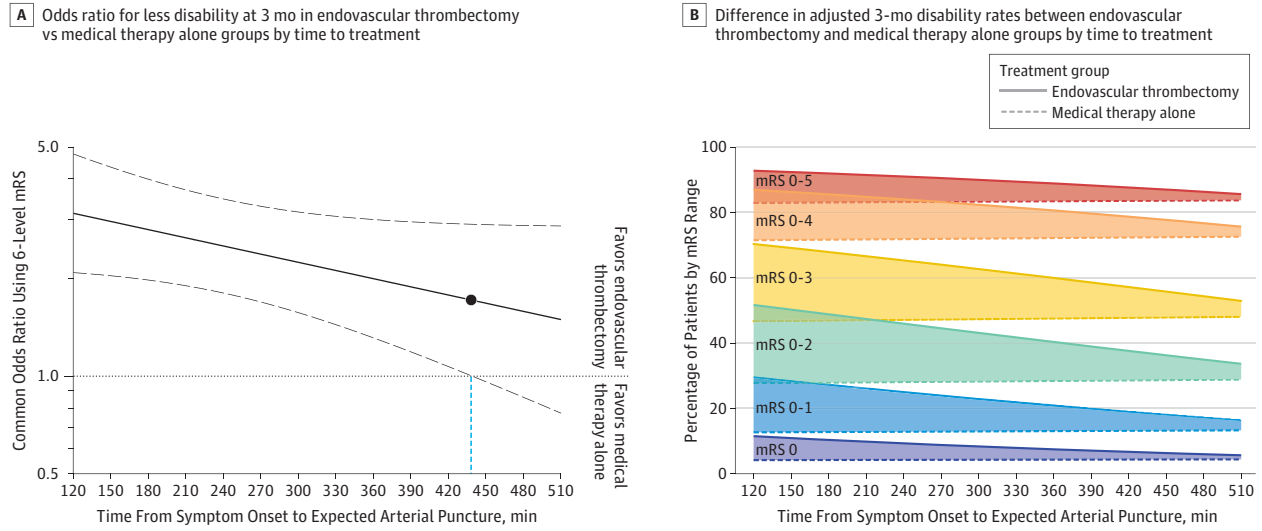 A Odds ratio for less disability at 3 mo in endovascular thrombectomy
vs medical therapy alone groups by time to treatment
5.0
1.0
0.5
Common Odds Ratio Using 6-Level mRS
Favors endovascular
thrombectomy
Favors medical
therapy alone
120 150 180 210 240 270 300 330 360 390 420 450 480 510
Time From Symptom Onset to Expected Arterial Puncture, min
B Difference in adjusted 3-mo disability rates between endovascular
thrombectomy and medical therapy alone groups by time to treatment
Treatment group
Endovascular thrombectomy
Medical therapy alone
100
80
60
40
20
0
Percentage of Patients by mRS Range
mRS 0-5
mRS 0-4
mRS 0-3
mRS 0-2
mRS 0-1
mRS 0
120 150 180 210 240 270 300 330 360 390 420 450 480 510
Time From Symptom Onset to Expected Arterial Puncture, min